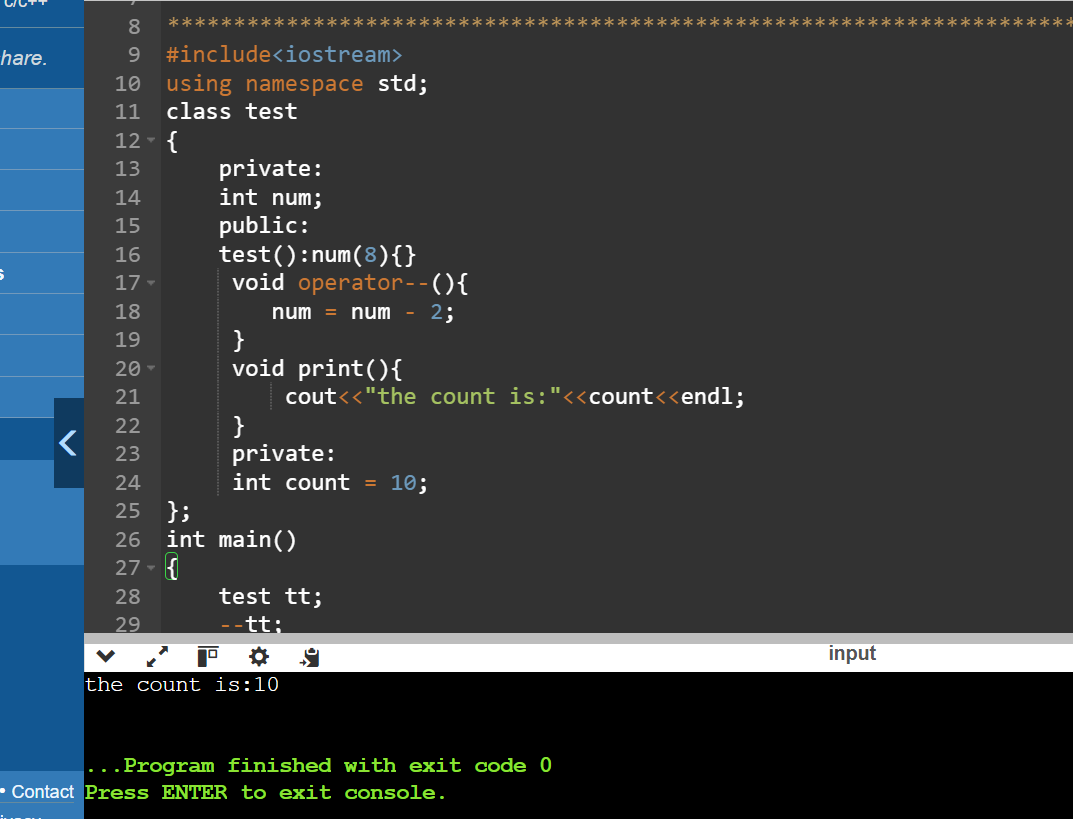 c/c++
hare.
s
• Contact
8 **********************************************************************
9 #include<iostream>
10 using namespace std;
11 class test
12 {
13 private:
14 int num;
15 public:
16 test():num(8){}
17 void operator--(){
18 num = num - 2;
19 }
20 void print(){
21 cout<<"the count is:"<<count<<endl;
22 }
23 private:
24 int count = 10;
25 };
26 int main()
27 {
28 test tt;
29 --tt;
input
the count is:10
...Program finished with exit code 0
Press ENTER to exit console.